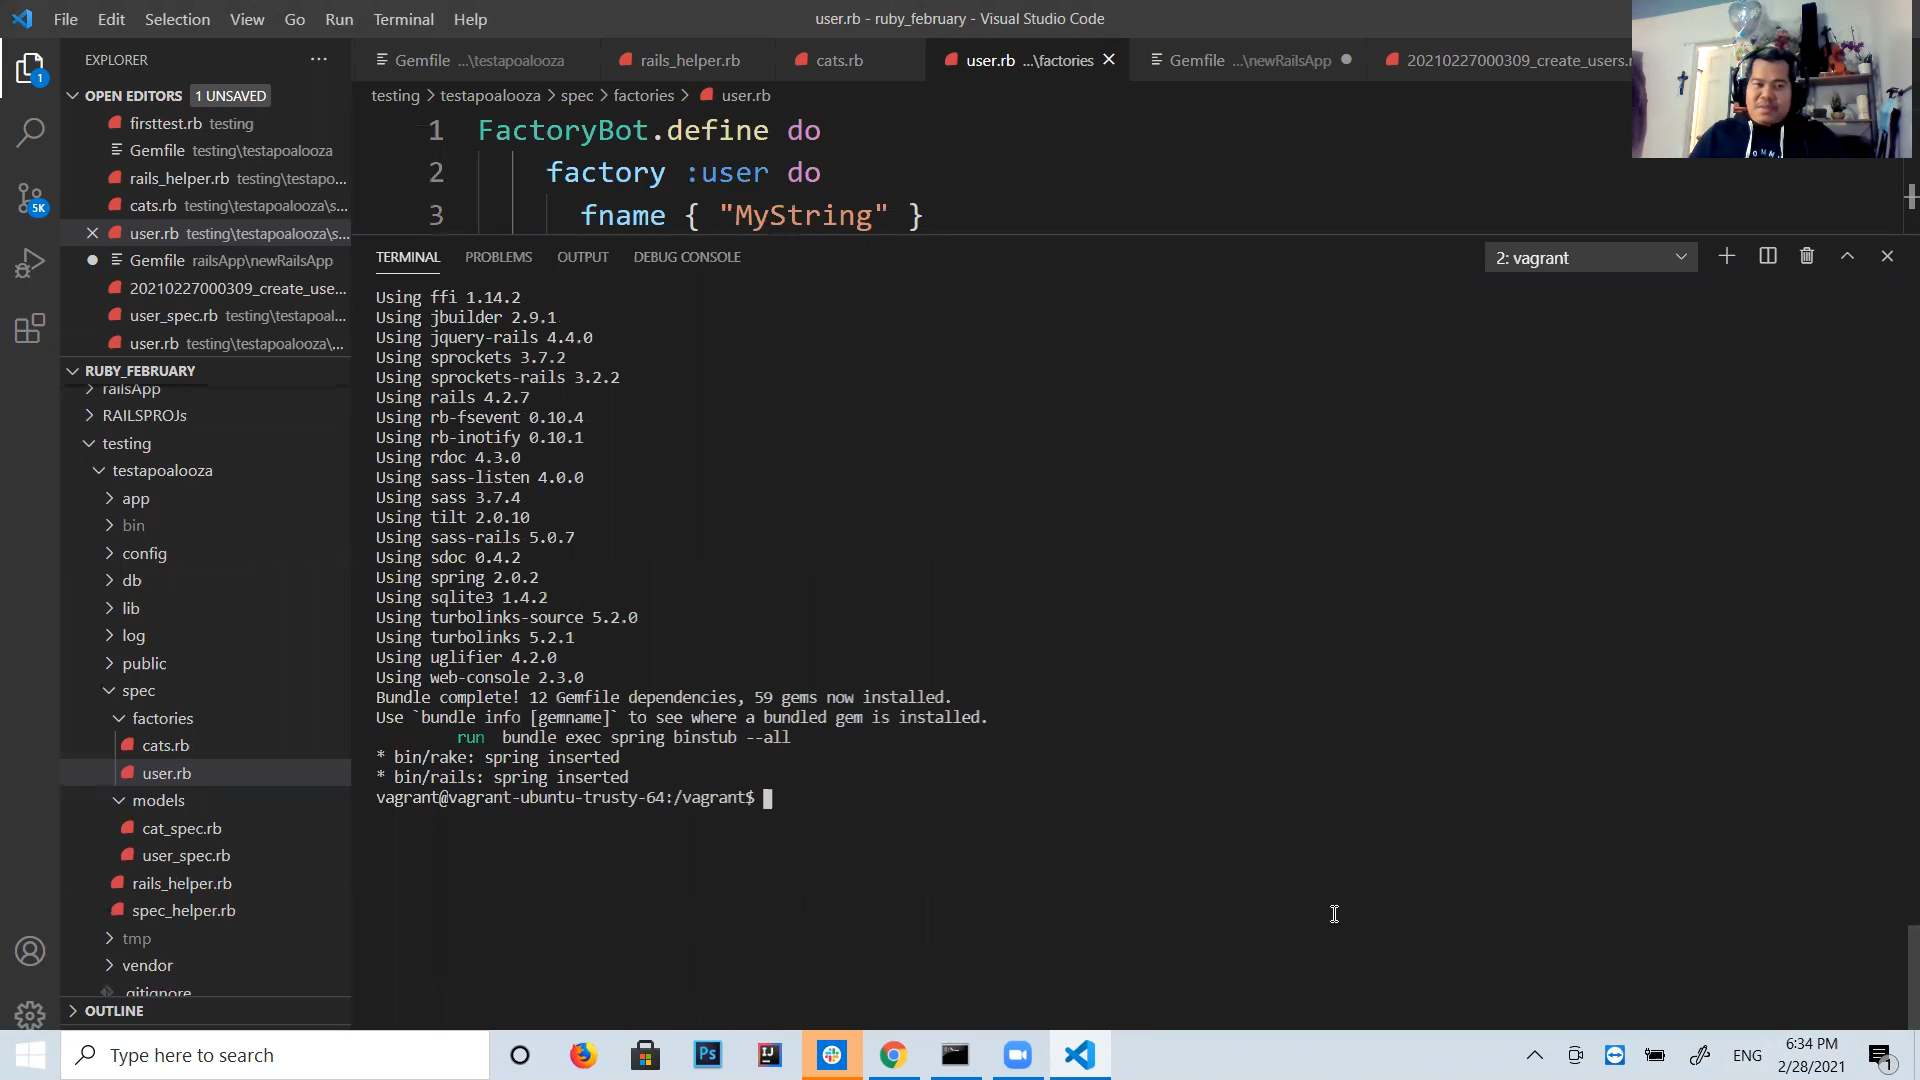 File Edit Selection View Go Run Terminal Help
user.rb - ruby_february - Visual Studio Code
EXPLORER ...
OPEN EDITORS 1 UNSAVED
firsttest.rb testing
Gemfile testing\testapoalooza
rails_helper.rb testing\testapo...
cats.rb testing\testapoalooza\s...
user.rb testing\testapoalooza\s...
Gemfile railsApp\newRailsApp
20210227000309_create_use...
user_spec.rb testing\testapoal...
user.rb testing\testapoalooza\...
RUBY_FEBRUARY
railsApp
RAILSPROJs
testing
testapoalooza
app
bin
config
db
lib
log
public
spec
factories
cats.rb
user.rb
models
cat_spec.rb
user_spec.rb
rails_helper.rb
spec_helper.rb
tmp
vendor
.gitignore
OUTLINE
1
5K
Gemfile ...\testapoalooza
rails_helper.rb
cats.rb
user.rb ...\factories
Gemfile ...\newRailsApp
20210227000309_create_users.r
testing > testapoalooza > spec > factories > user.rb
1 FactoryBot.define do
2 factory :user do
3 fname { "MyString" }
TERMINAL PROBLEMS OUTPUT DEBUG CONSOLE
2: vagrant
Using ffi 1.14.2
Using jbuilder 2.9.1
Using jquery-rails 4.4.0
Using sprockets 3.7.2
Using sprockets-rails 3.2.2
Using rails 4.2.7
Using rb-fsevent 0.10.4
Using rb-inotify 0.10.1
Using rdoc 4.3.0
Using sass-listen 4.0.0
Using sass 3.7.4
Using tilt 2.0.10
Using sass-rails 5.0.7
Using sdoc 0.4.2
Using spring 2.0.2
Using sqlite3 1.4.2
Using turbolinks-source 5.2.0
Using turbolinks 5.2.1
Using uglifier 4.2.0
Using web-console 2.3.0
Bundle complete! 12 Gemfile dependencies, 59 gems now installed.
Use `bundle info [gemname]` to see where a bundled gem is installed.
run bundle exec spring binstub --all
* bin/rake: spring inserted
* bin/rails: spring inserted
vagrant@vagrant-ubuntu-trusty-64:/vagrant$
Type here to search
Ps
IJ
ENG
6:34 PM
2/28/2021
1